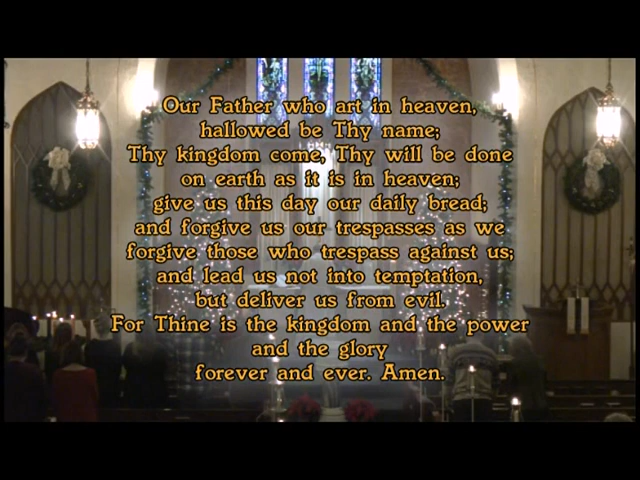 Our Father who art in heaven,
hallowed be Thy name;
Thy kingdom come, Thy will be done
on earth as it is in heaven;
give us this day our daily bread;
and forgive us our trespasses as we
forgive those who trespass against us;
and lead us not into temptation,
but deliver us from evil.
For Thine is the kingdom and the power
and the glory
forever and ever. Amen.